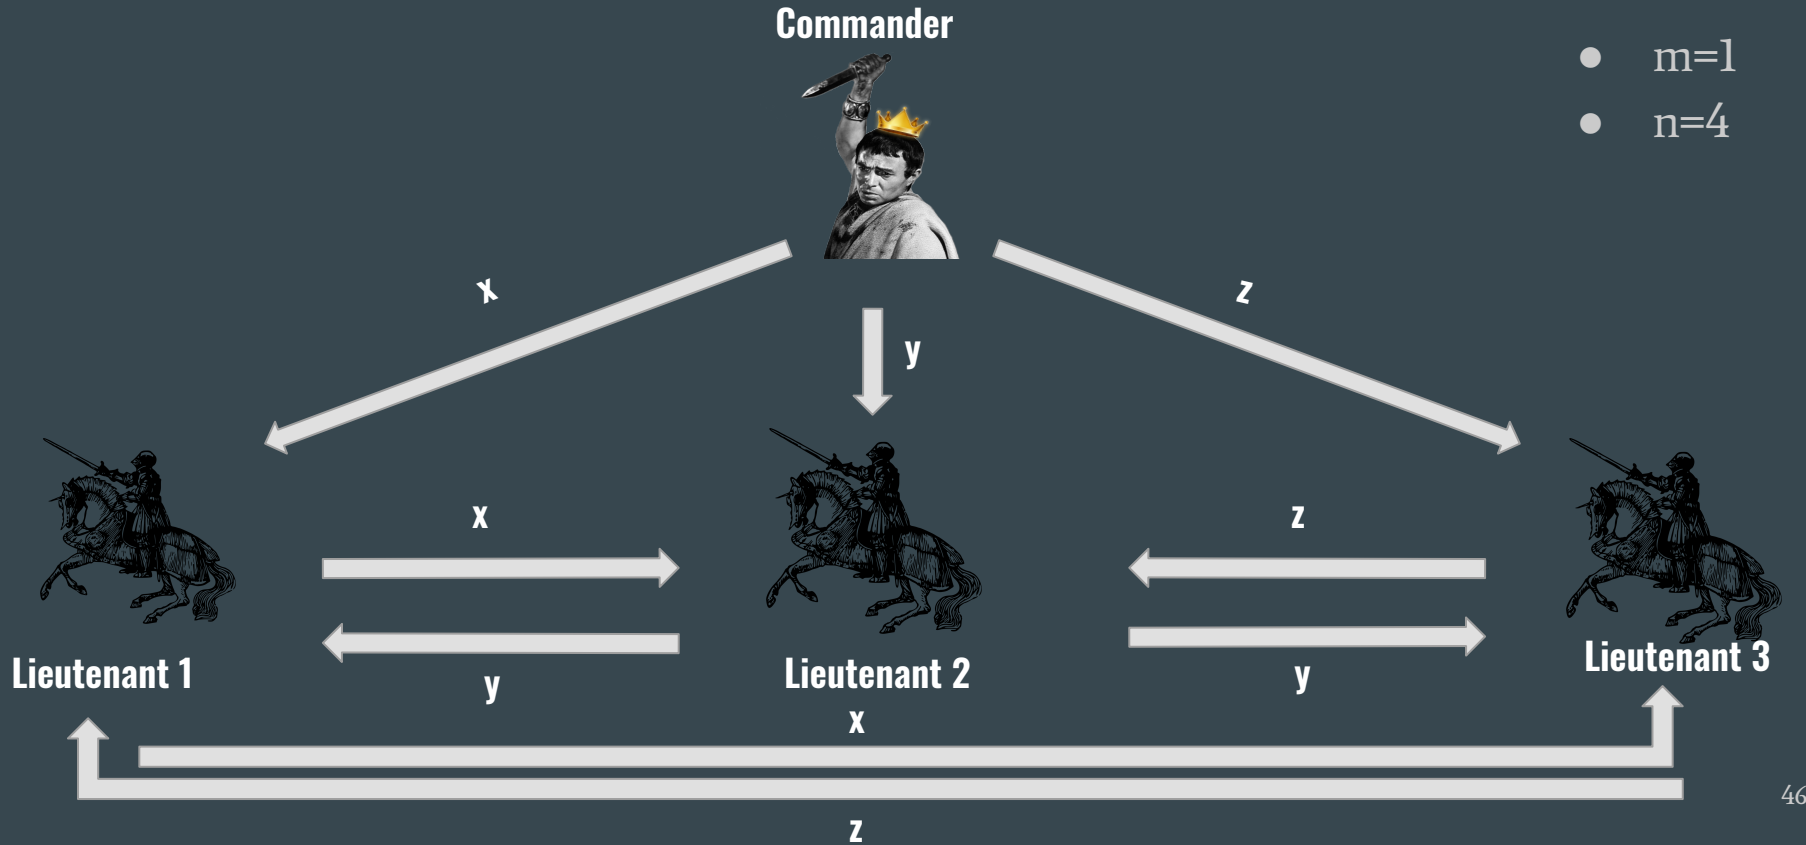 Commander
● m=1
● n=4
x
z
y
x
z
Lieutenant 1
Lieutenant 2
Lieutenant 3
y
y
x
z
46